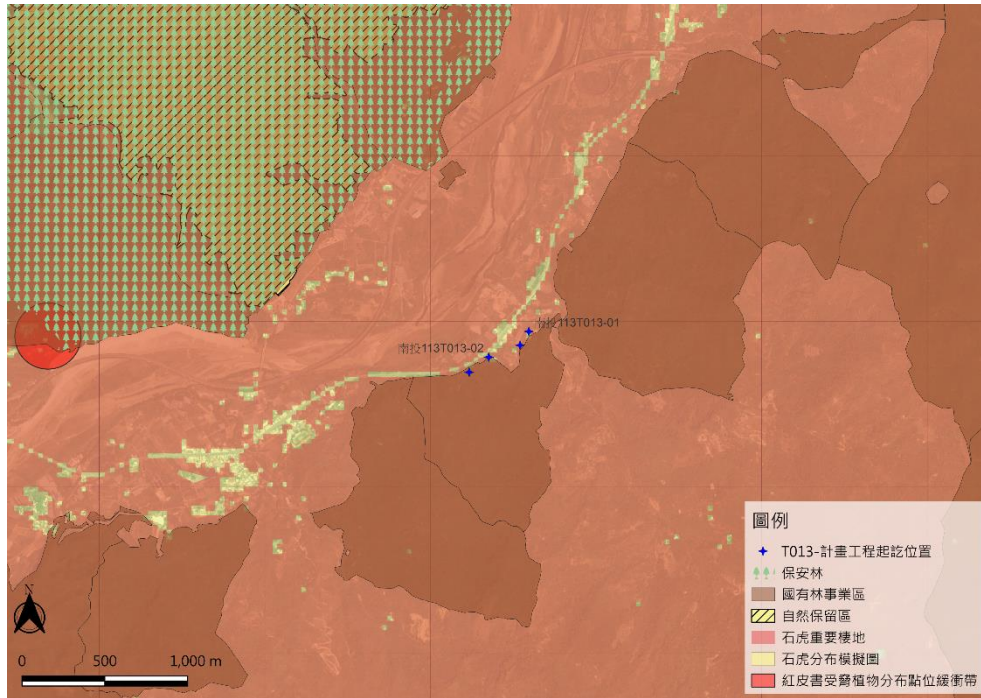 南投113T013-01
南投113T013-02
N
0 500 1,000 m
圖例
T013-計畫工程起訖位置
保安林
國有林事業區
自然保留區
石虎重要棲地
石虎分布模擬圖
紅皮書受脅植物分布點位緩衝帶